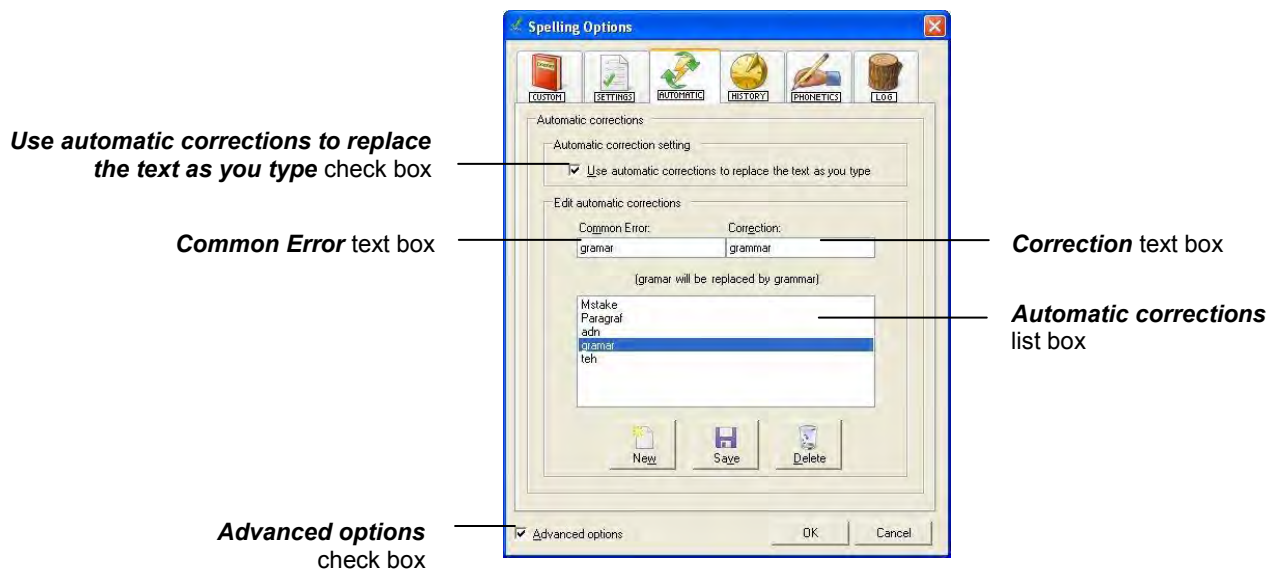 Spelling Options
CUSTOM
SETTINGS
AUTOMATIC
HISTORY
PHONETICS
LOG
Automatic corrections
Automatic correction setting
Use automatic corrections to replace the text as you type
Use automatic corrections to replace
the text as you type check box
Edit automatic corrections
Common Error:
Correction:
Common Error text box
gramar
grammar
Correction text box
(gramar will be replaced by grammar)
Mstake
Paragraf
adn
gramar
teh
Automatic corrections
list box
New
Save
Delete
Advanced options
check box
Advanced options
OK
Cancel